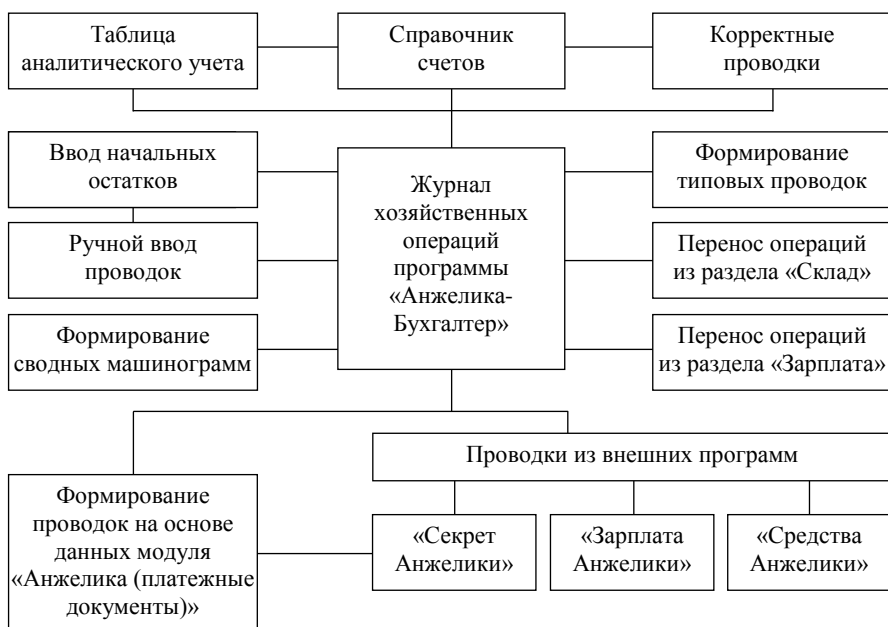 Таблица
аналитического учета
Справочник
счетов
Корректные
проводки
Ввод начальных
остатков
Журнал
хозяйственных
операций
программы
«Анжелика-
Бухгалтер»
Формирование
типовых проводок
Ручной ввод
проводок
Перенос операций
из раздела «Склад»
Формирование
сводных машинограмм
Перенос операций
из раздела «Зарплата»
Проводки из внешних программ
Формирование
проводок на основе
данных модуля
«Анжелика (платежные
документы)»
«Секрет
Анжелики»
«Зарплата
Анжелики»
«Средства
Анжелики»